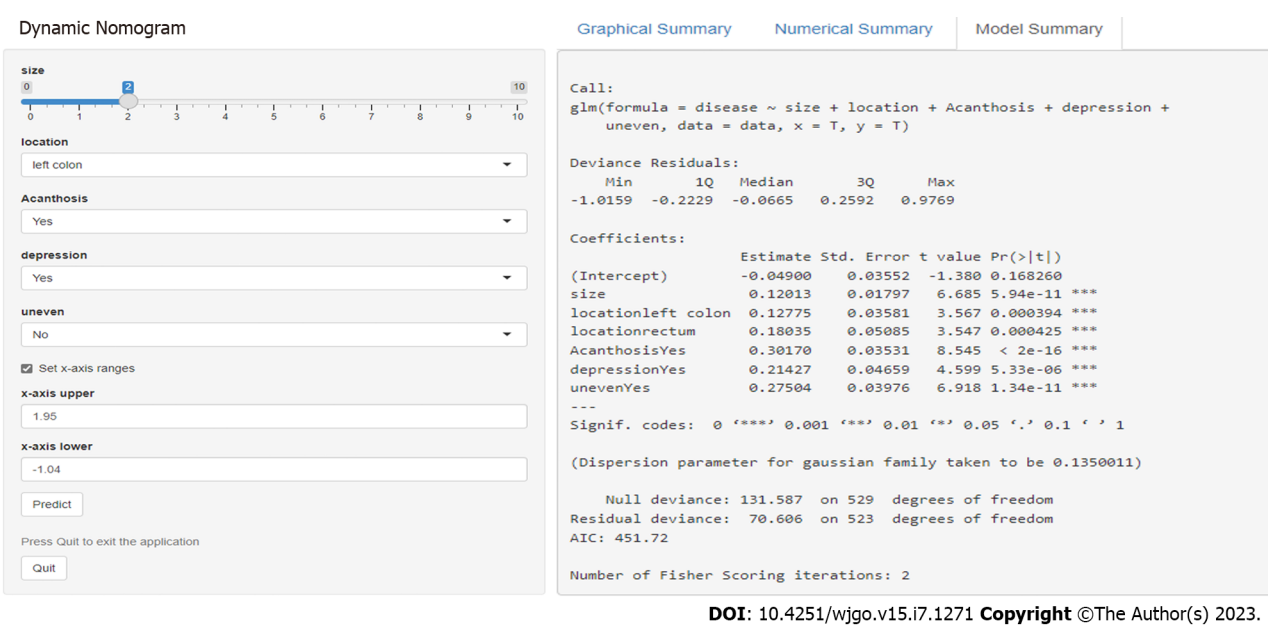 Dynamic Nomogram
size
0 2 10
0 1 2 3 4 5 6 7 8 9 10
location
left colon
Acanthosis
Yes
depression
Yes
uneven
No
Set x-axis ranges
x-axis upper
1.95
x-axis lower
-1.04
Predict
Press Quit to exit the application
Quit
Graphical Summary Numerical Summary Model Summary
Call:
glm(formula = disease ~ size + location + Acanthosis + depression +
uneven, data = data, x = T, y = T)
Deviance Residuals:
Min 1Q Median 3Q Max
-1.0159 -0.2229 -0.0665 0.2592 0.9769
Coefficients:
Estimate Std. Error t value Pr(>|t|)
(Intercept) -0.04900 0.03552 -1.380 0.168260
size 0.12013 0.01797 6.685 5.94e-11 ***
locationleft colon 0.12775 0.03581 3.567 0.000394 ***
locationrectum 0.18035 0.05085 3.547 0.000425 ***
AcanthosisYes 0.30170 0.03531 8.545 < 2e-16 ***
depressionYes 0.21427 0.04659 4.599 5.33e-06 ***
unevenYes 0.27504 0.03976 6.918 1.34e-11 ***
---
Signif. codes: 0 ‘***’ 0.001 ‘**’ 0.01 ‘*’ 0.05 ‘.’ 0.1 ‘ ’ 1
(Dispersion parameter for gaussian family taken to be 0.1350011)
Null deviance: 131.587 on 529 degrees of freedom
Residual deviance: 70.606 on 523 degrees of freedom
AIC: 451.72
Number of Fisher Scoring iterations: 2
DOI: 10.4251/wjgo.v15.i7.1271 Copyright ©The Author(s) 2023.